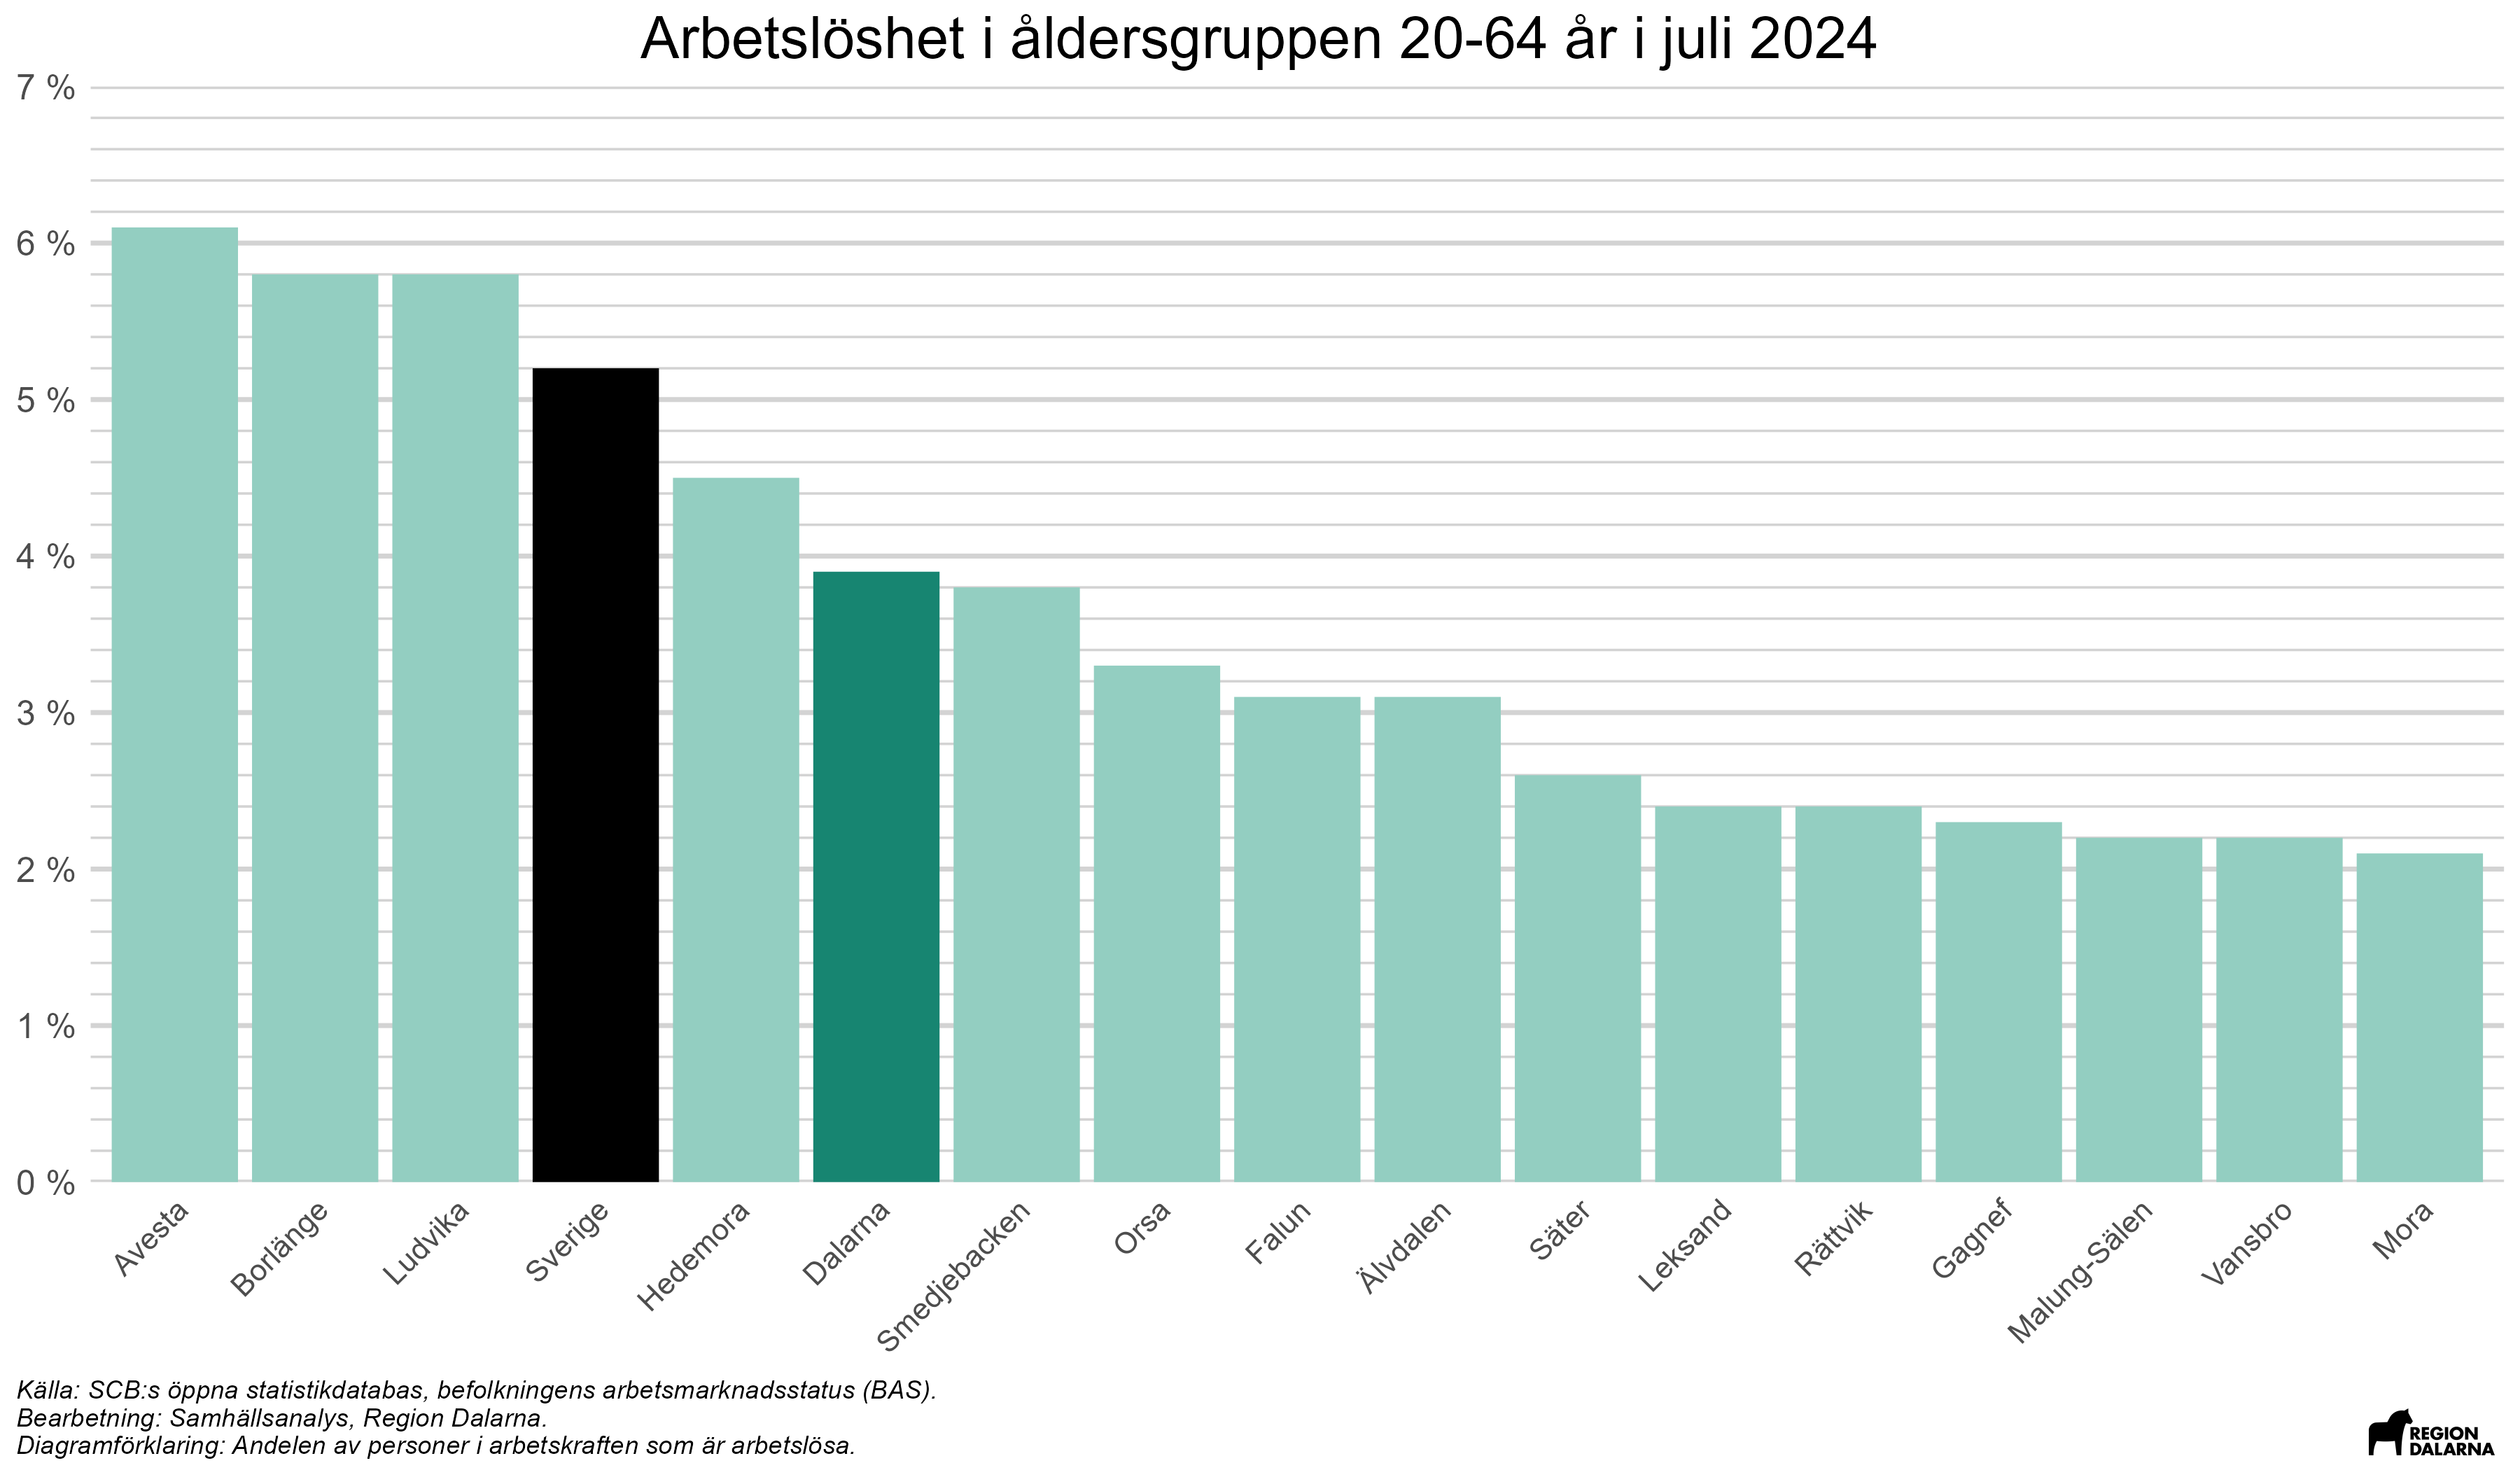 Arbetslöshet i åldersgruppen 20-64 år i juli 2024
7 %
6 %
5 %
4 %
3 %
2 %
1 %
0 %
Avesta
Borlänge
Ludvika
Sverige
Hedemora
Dalarna
Smedjebacken
Orsa
Falun
Älvdalen
Säter
Leksand
Rättvik
Gagnef
Malung-Sälen
Vansbro
Mora
Källa: SCB:s öppna statistikdatabas, befolkningens arbetsmarknadsstatus (BAS).
Bearbetning: Samhällsanalys, Region Dalarna.
Diagramförklaring: Andelen av personer i arbetskraften som är arbetslösa.
REGION
DALARNA